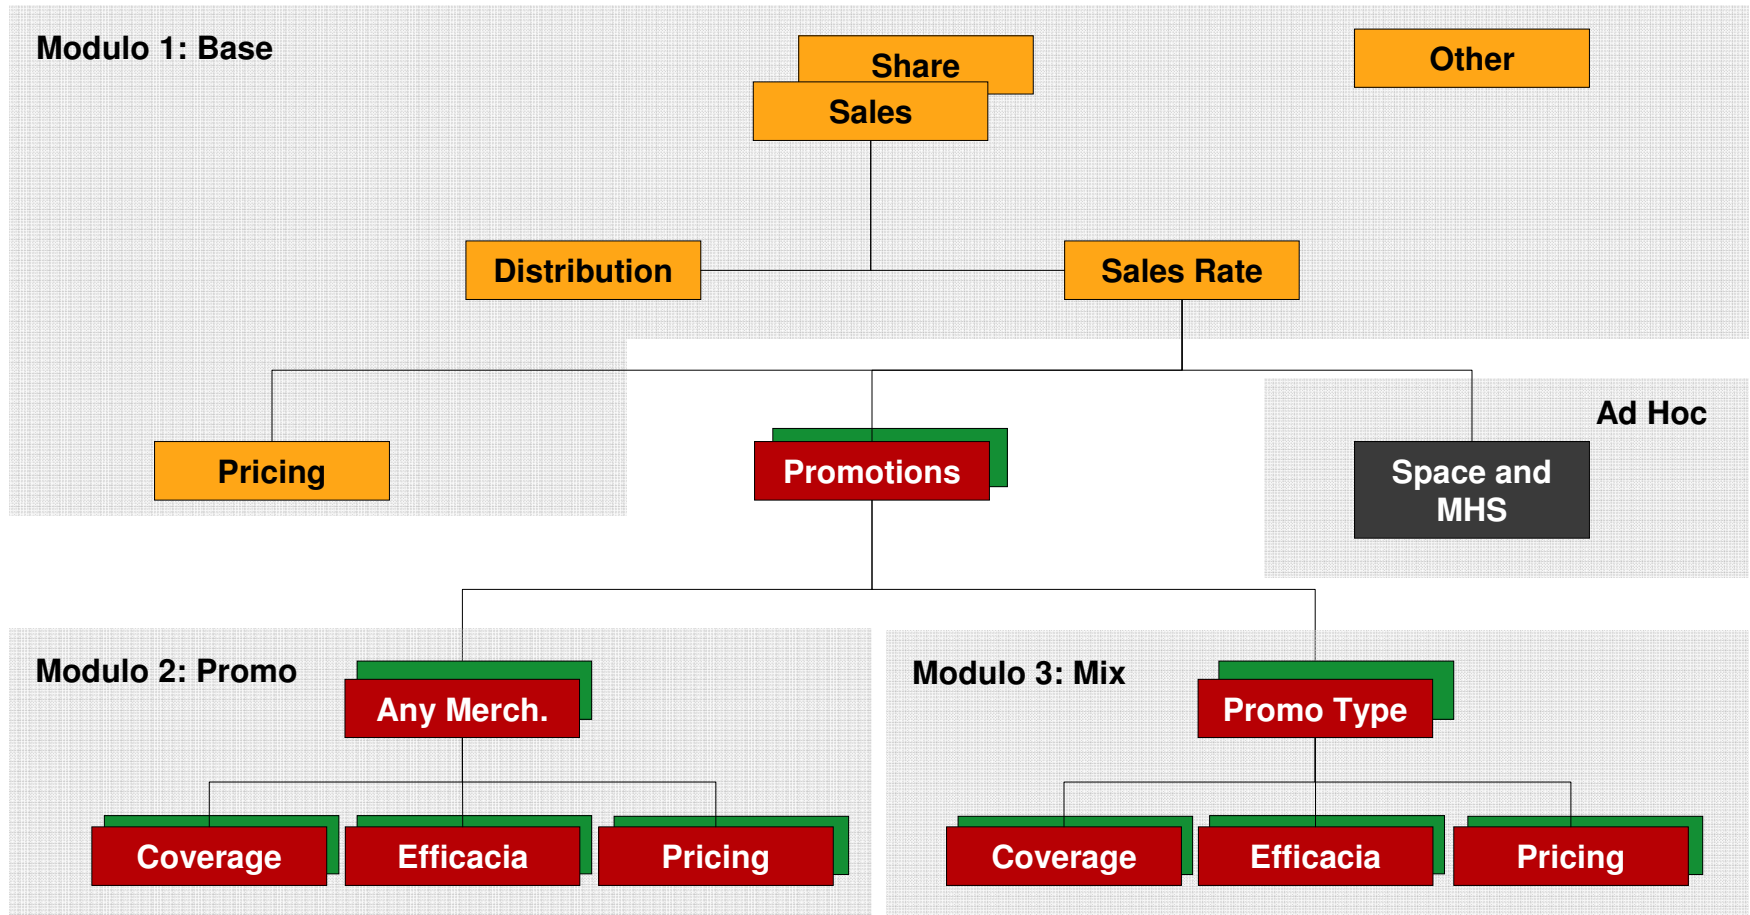 Modulo 1: Base
Share
Other
Sales
Distribution
Sales Rate
Ad Hoc
Pricing
Promotions
Space and
MHS
Modulo 2: Promo
Modulo 3: Mix
Any Merch.
Promo Type
Coverage
Efficacia
Pricing
Coverage
Efficacia
Pricing